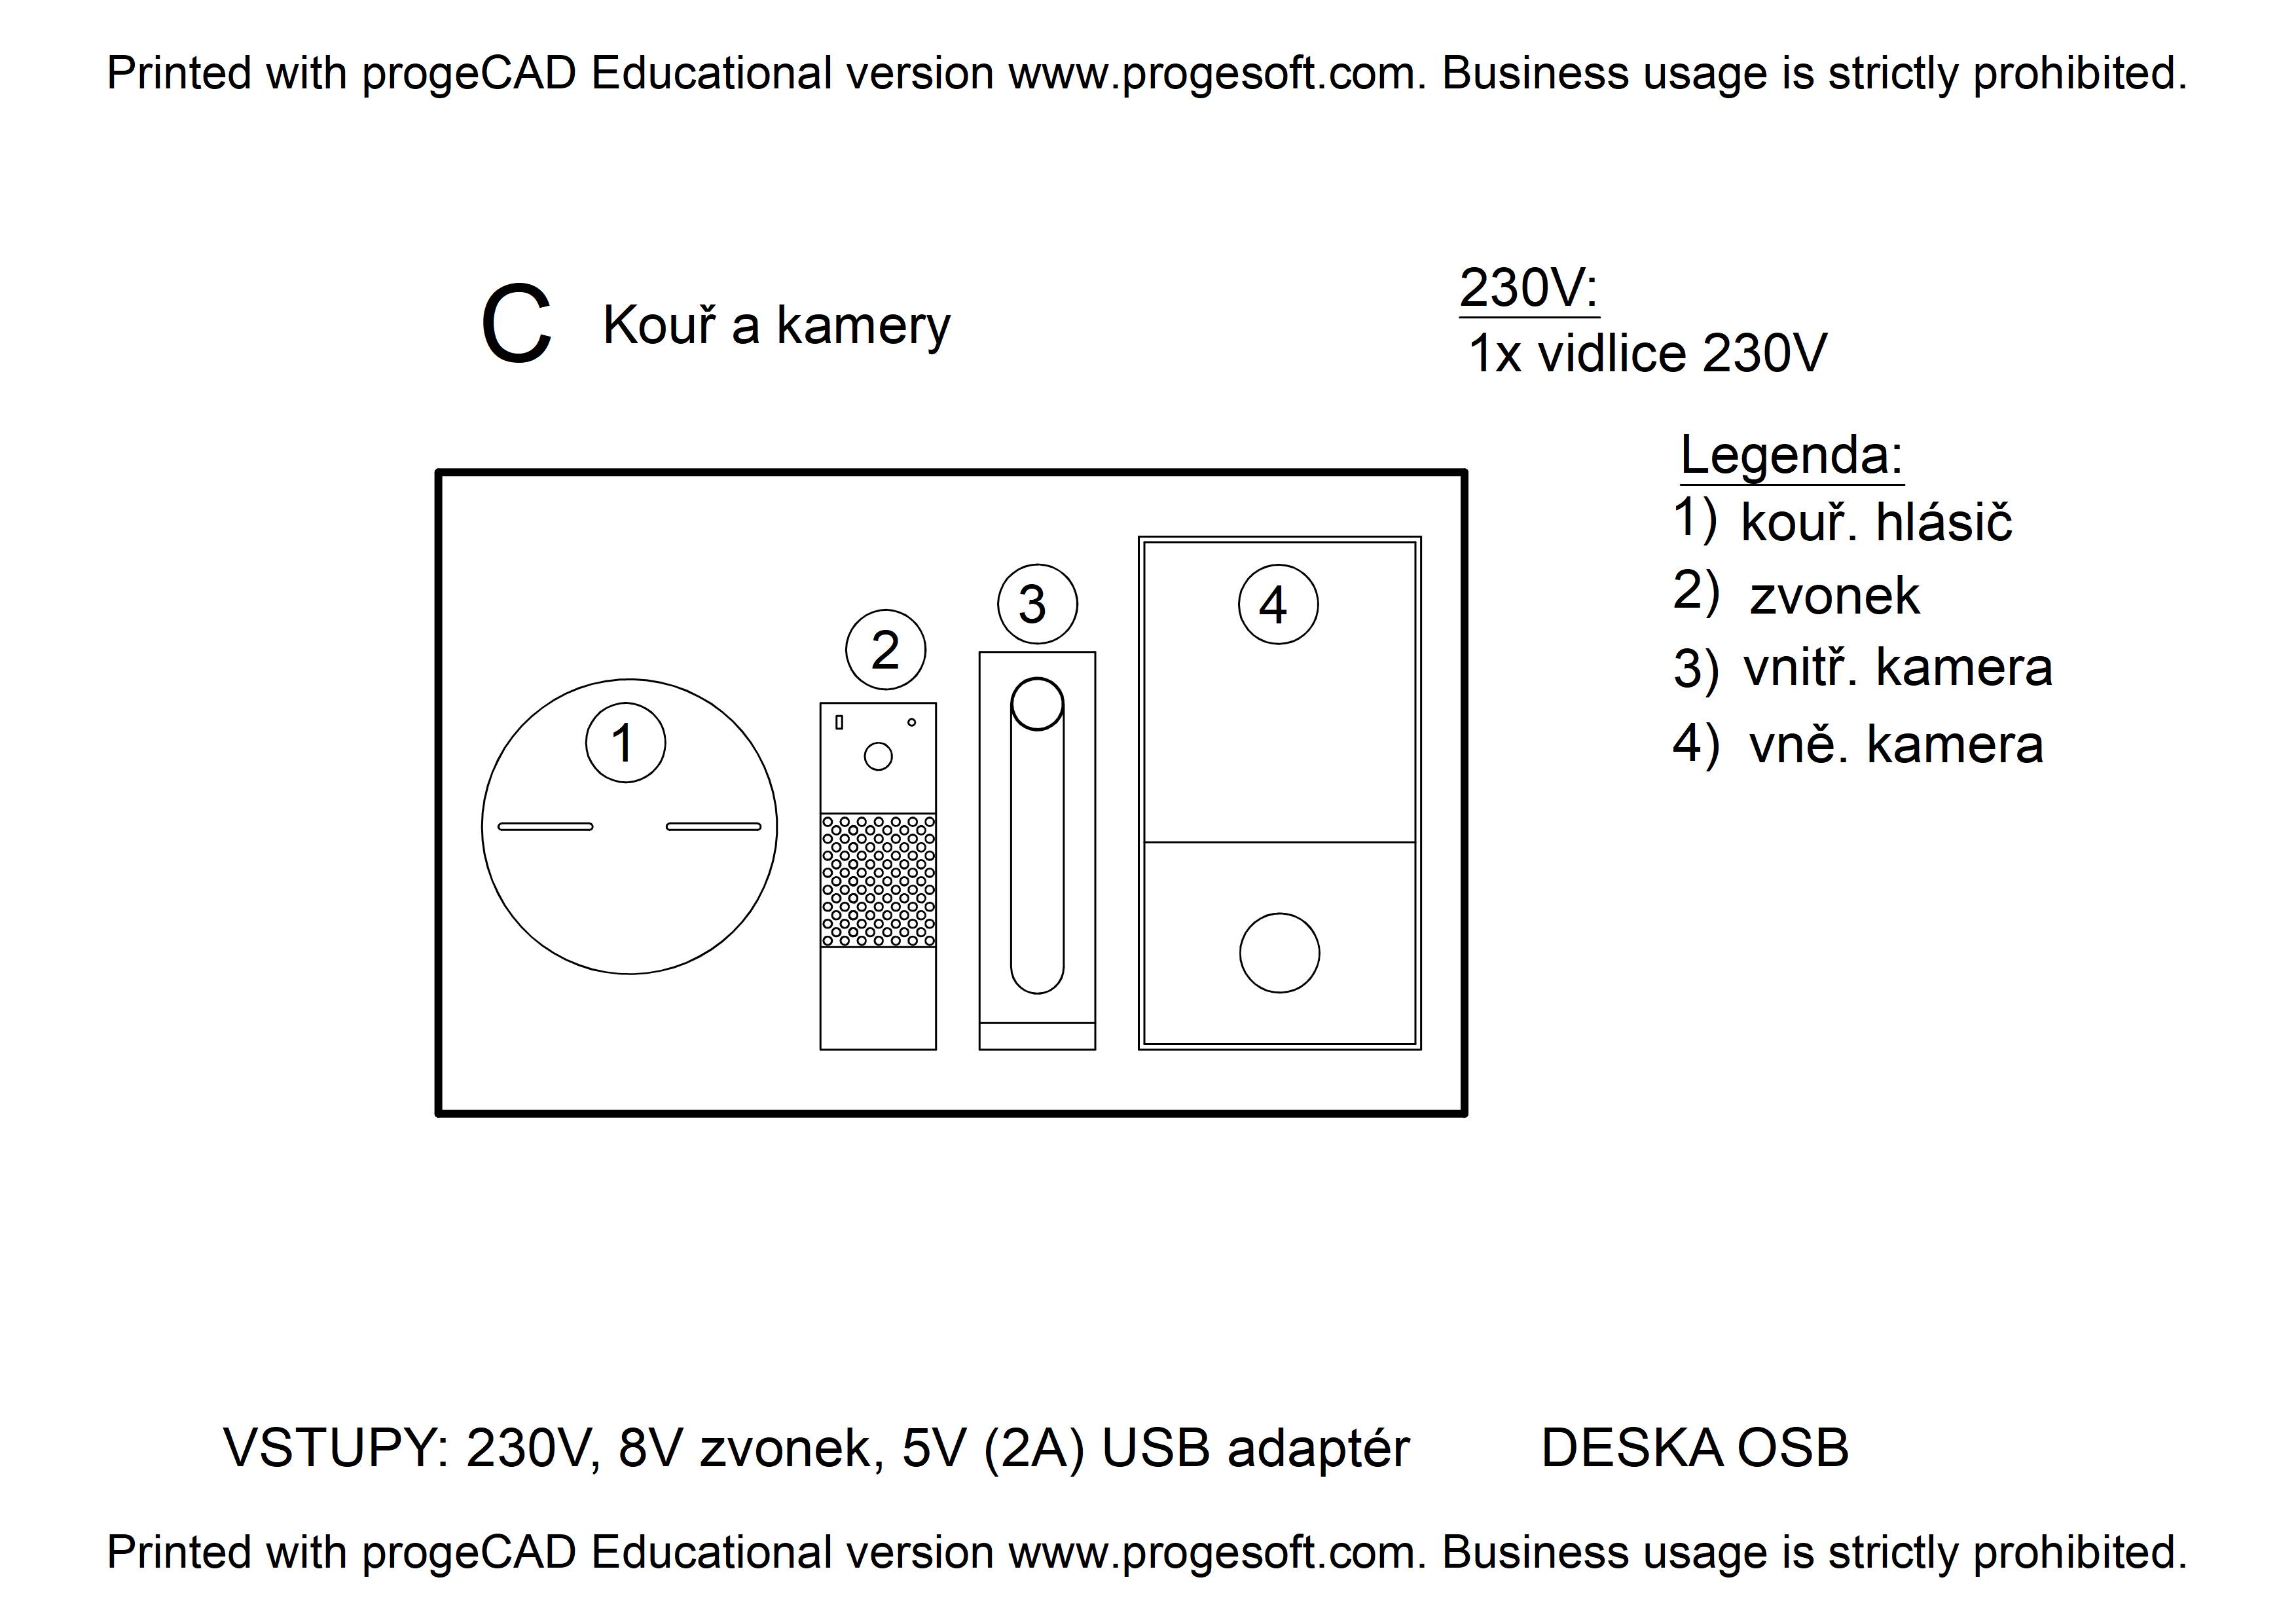 Printed with progeCAD Educational version www.progesoft.com. Business usage is strictly prohibited.
C Kouř a kamery
230V:
1x vidlice 230V
Legenda:
1) kouř. hlásič
2) zvonek
3) vnitř. kamera
4) vně. kamera
1
2
3
4
VSTUPY: 230V, 8V zvonek, 5V (2A) USB adaptér DESKA OSB
Printed with progeCAD Educational version www.progesoft.com. Business usage is strictly prohibited.